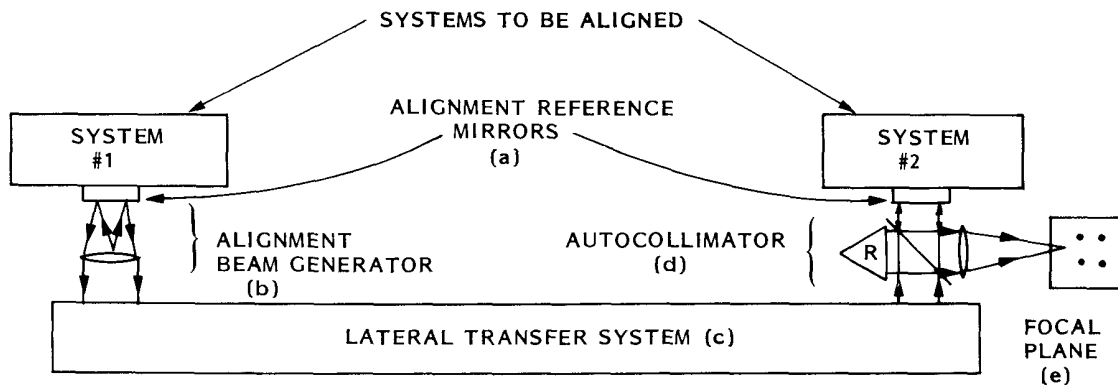 SYSTEMS TO BE ALIGNED
ALIGNMENT REFERENCE
MIRRORS
(a)
SYSTEM
#1
SYSTEM
#2
ALIGNMENT
BEAM GENERATOR
(b)
AUTOCOLLIMATOR
(d)
R
LATERAL TRANSFER SYSTEM (c)
FOCAL
PLANE
(e)